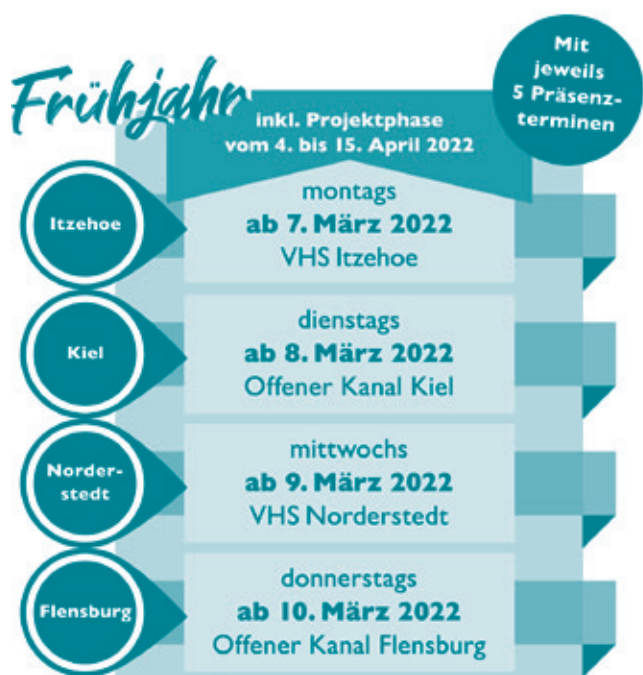 Frühjahr
Mit
jeweils
5 Präsenz-
terminen
inkl. Projektphase
vom 4. bis 15. April 2022
Itzehoe
montags
ab 7. März 2022
VHS Itzehoe
Kiel
dienstags
ab 8. März 2022
Offener Kanal Kiel
Norder-
stedt
mittwochs
ab 9. März 2022
VHS Norderstedt
Flensburg
donnerstags
ab 10. März 2022
Offener Kanal Flensburg